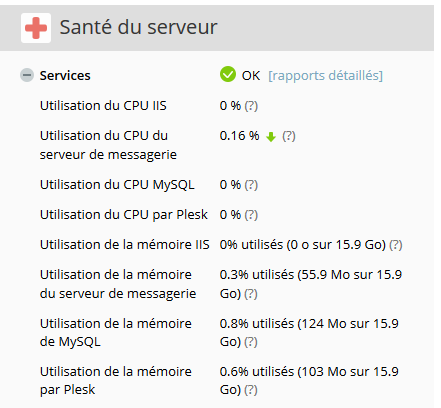 Santé du serveur
Services OK [rapports détaillés]
Utilisation du CPU IIS 0 % (?)
Utilisation du CPU du 0.16 % (?)
serveur de messagerie
Utilisation du CPU MySQL 0 % (?)
Utilisation du CPU par Plesk 0 % (?)
Utilisation de la mémoire IIS 0% utilisés (0 o sur 15.9 Go) (?)
Utilisation de la mémoire 0.3% utilisés (55.9 Mo sur 15.9
du serveur de messagerie Go) (?)
Utilisation de la mémoire 0.8% utilisés (124 Mo sur 15.9
de MySQL Go) (?)
Utilisation de la mémoire 0.6% utilisés (103 Mo sur 15.9
par Plesk Go) (?)